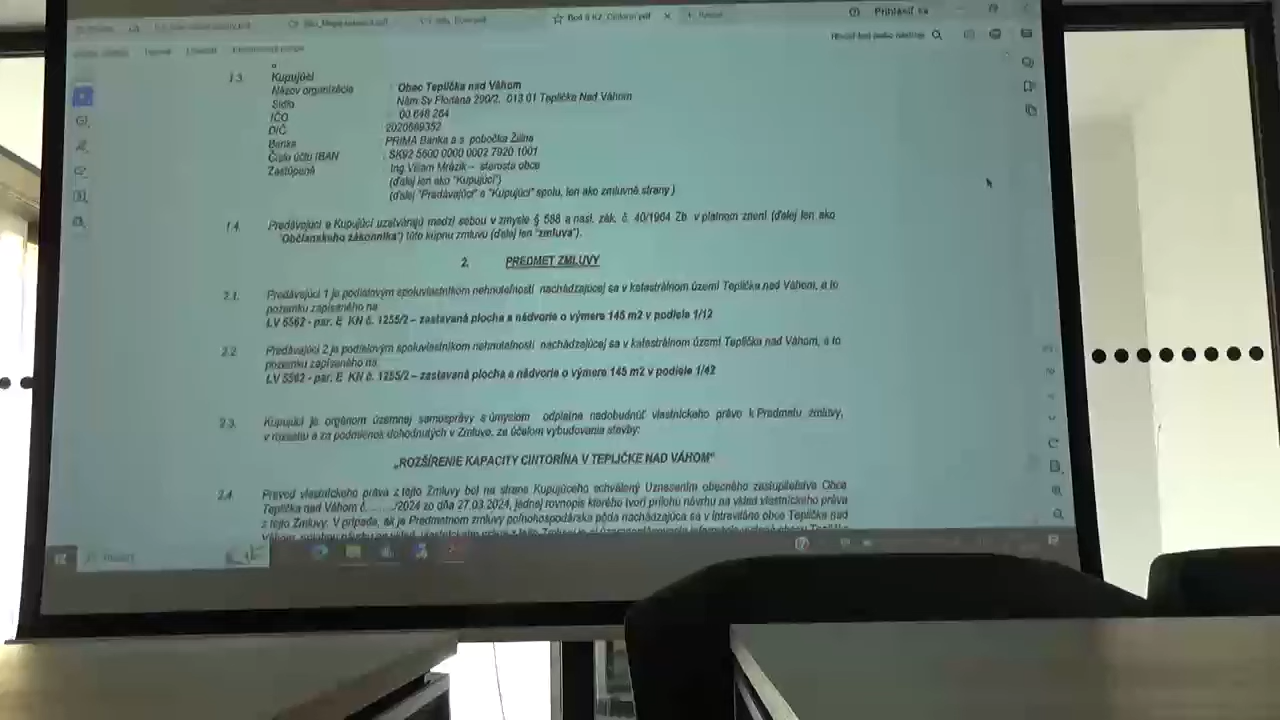 Bod 8 KZ_Cintorín.pdf
Prihlásiť sa
1.3. Kupujúci
Názov organizácie : Obec Teplička nad Váhom
Sídlo : Nám Sv Floriána 290/2, 013 01 Teplička Nad Váhom
IČO : 00 648 264
DIČ : 2020689352
Banka : PRIMA Banka a s pobočka Žilina
Číslo účtu IBAN : SK92 5600 0000 0002 7920 1001
Zastúpená : Ing Viliam Mrázik – starosta obce
(ďalej len ako "Kupujúci")
(ďalej "Predávajúci" a "Kupujúci" spolu, len ako zmluvné strany )
1.4. Predávajúci a Kupujúci uzatvárajú medzi sebou v zmysle § 588 a nasl. zák. č. 40/1964 Zb v platnom znení (ďalej len ako
"Občianskeho zákonníka") túto kúpnu zmluvu (ďalej len "zmluva").
2. PREDMET ZMLUVY
2.1. Predávajúci 1 je podielovým spoluvlastníkom nehnuteľností nachádzajúcej sa v katastrálnom území Teplička nad Váhom, a to
pozemku zapísaného na
LV 5562 - par. E KN č. 1255/2 – zastavaná plocha a nádvorie o výmere 145 m2 v podiele 1/12
2.2 Predávajúci 2 je podielovým spoluvlastníkom nehnuteľností nachádzajúcej sa v katastrálnom území Teplička nad Váhom, a to
pozemku zapísaného na
LV 5562 - par. E KN č. 1255/2 – zastavaná plocha a nádvorie o výmere 145 m2 v podiele 1/42
2.3. Kupujúci je orgánom územnej samosprávy s úmyslom odplatne nadobudnúť vlastnícke právo k Predmetu zmluvy,
v rozsahu a za podmienok dohodnutých v Zmluve, za účelom vybudovania stavby:
„ROZŠÍRENIE KAPACITY CINTORÍNA V TEPLIČKE NAD VÁHOM"
2.4. Prevod vlastníckeho práva z tejto Zmluvy bol na strane Kupujúceho schválený Uznesením obecného zastupiteľstva Obce
Teplička nad Váhom č. ....../2024 zo dňa 27.03.2024, jednej rovnopis ktorého tvorí prílohu návrhu na vklad vlastníckeho práva
z tejto Zmluvy. V prípade, ak je Predmetom zmluvy poľnohospodárska pôda nachádzajúca sa v intraviláne obce Teplička nad